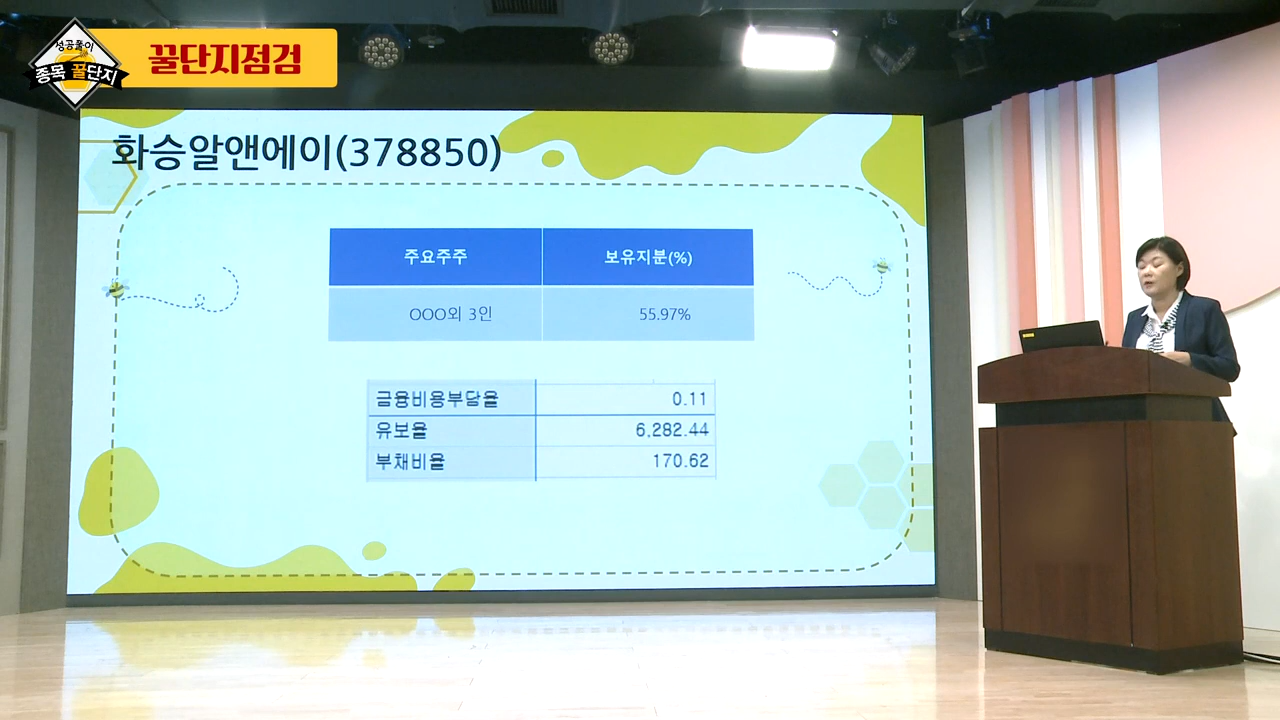 성공풀이
종목 꿀단지
꿀단지점검
화승알앤에이(378850)
주요주주 보유지분(%)
OOO외 3인 55.97%
금융비용부담율 0.11
유보율 6,282.44
부채비율 170.62